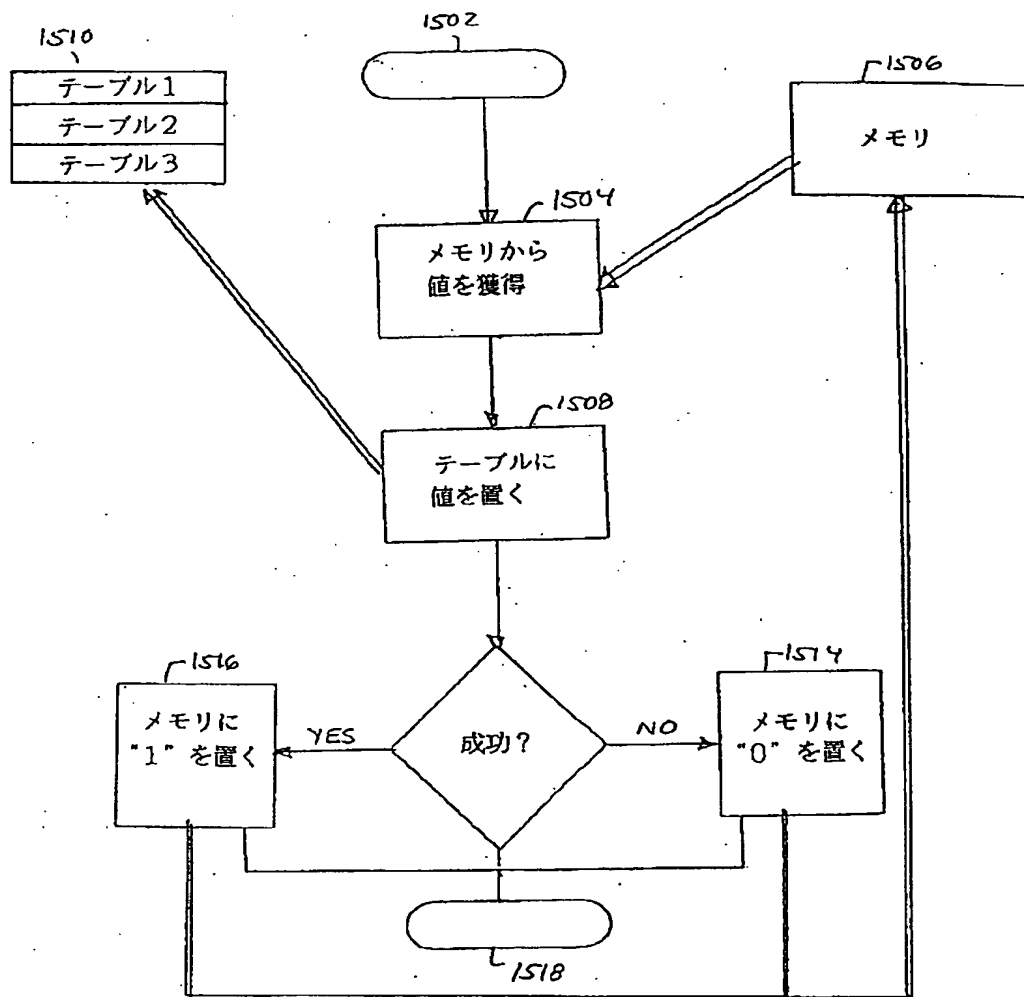 1510
テーブル1
テーブル2
テーブル3
1502
1506
メモリ
1504
メモリから
値を獲得
1508
テーブルに
値を置く
1516
メモリに
"1" を置く
YES
成功?
NO
1514
メモリに
"0" を置く
1518